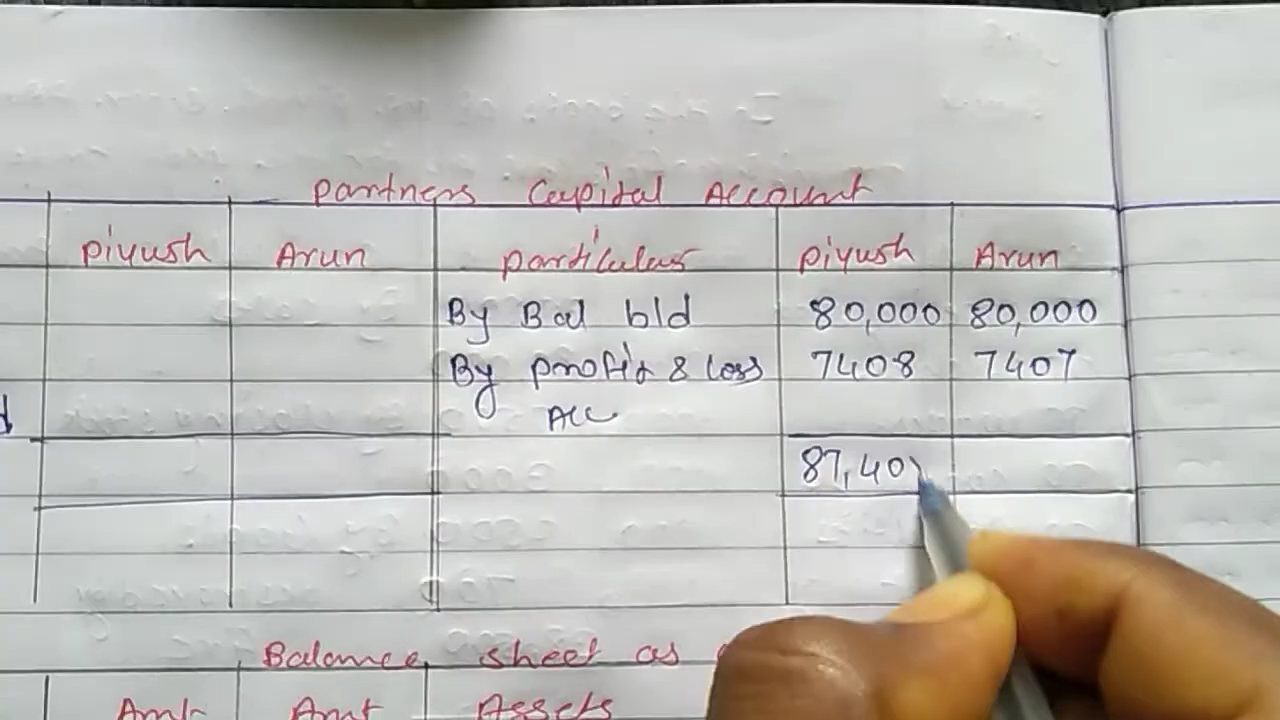 Partners Capital Account
Piyush Arun Particulars Piyush Arun
By Bal b/d 80,000 80,000
By profit & loss 7408 7407
Acc
87,40
Balance sheet as
Amt Amt Assets